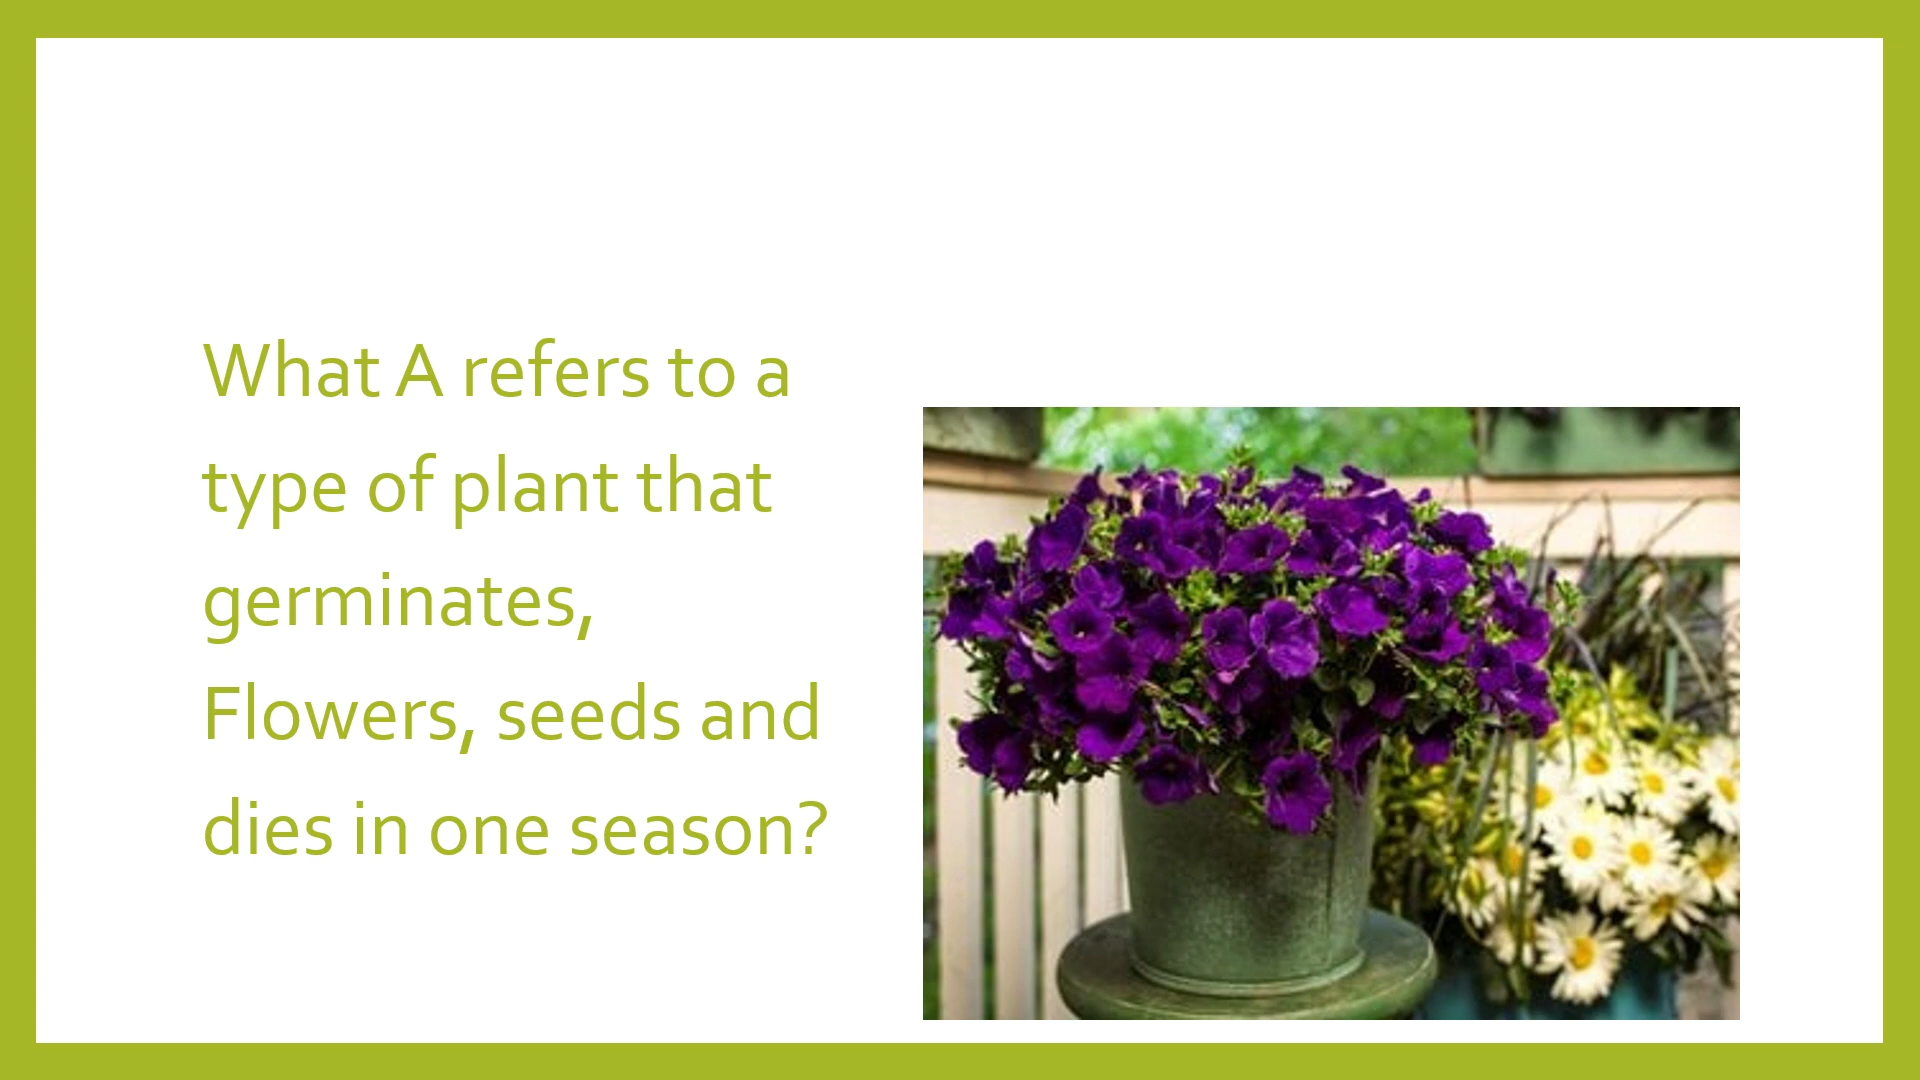 What A refers to a
type of plant that
germinates,
Flowers, seeds and
dies in one season?